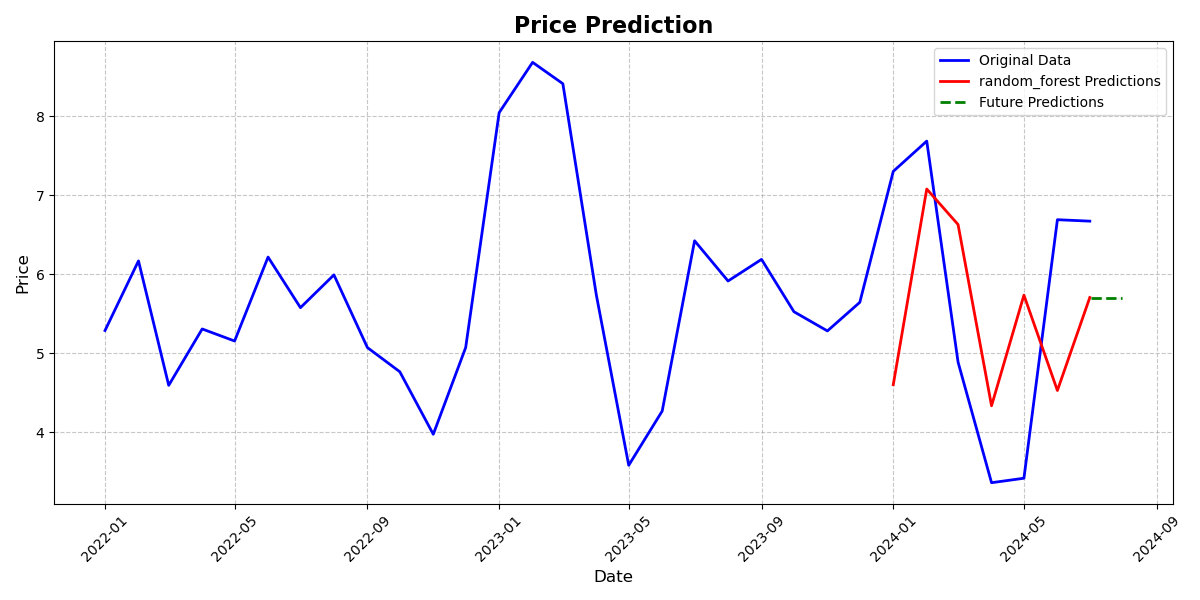 Price Prediction
Original Data
random_forest Predictions
Future Predictions
Price
8
7
6
5
4
2022-01
2022-05
2022-09
2023-01
2023-05
2023-09
2024-01
2024-05
2024-09
Date